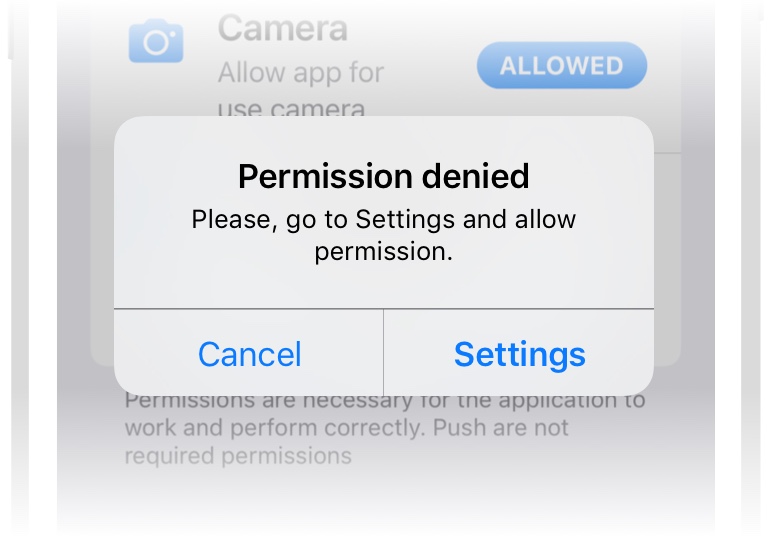 Camera
Allow app for
use camera
ALLOWED
Permission denied
Please, go to Settings and allow
permission.
Cancel
Settings
Permissions are necessary for the application to
work and perform correctly. Push are not
required permissions